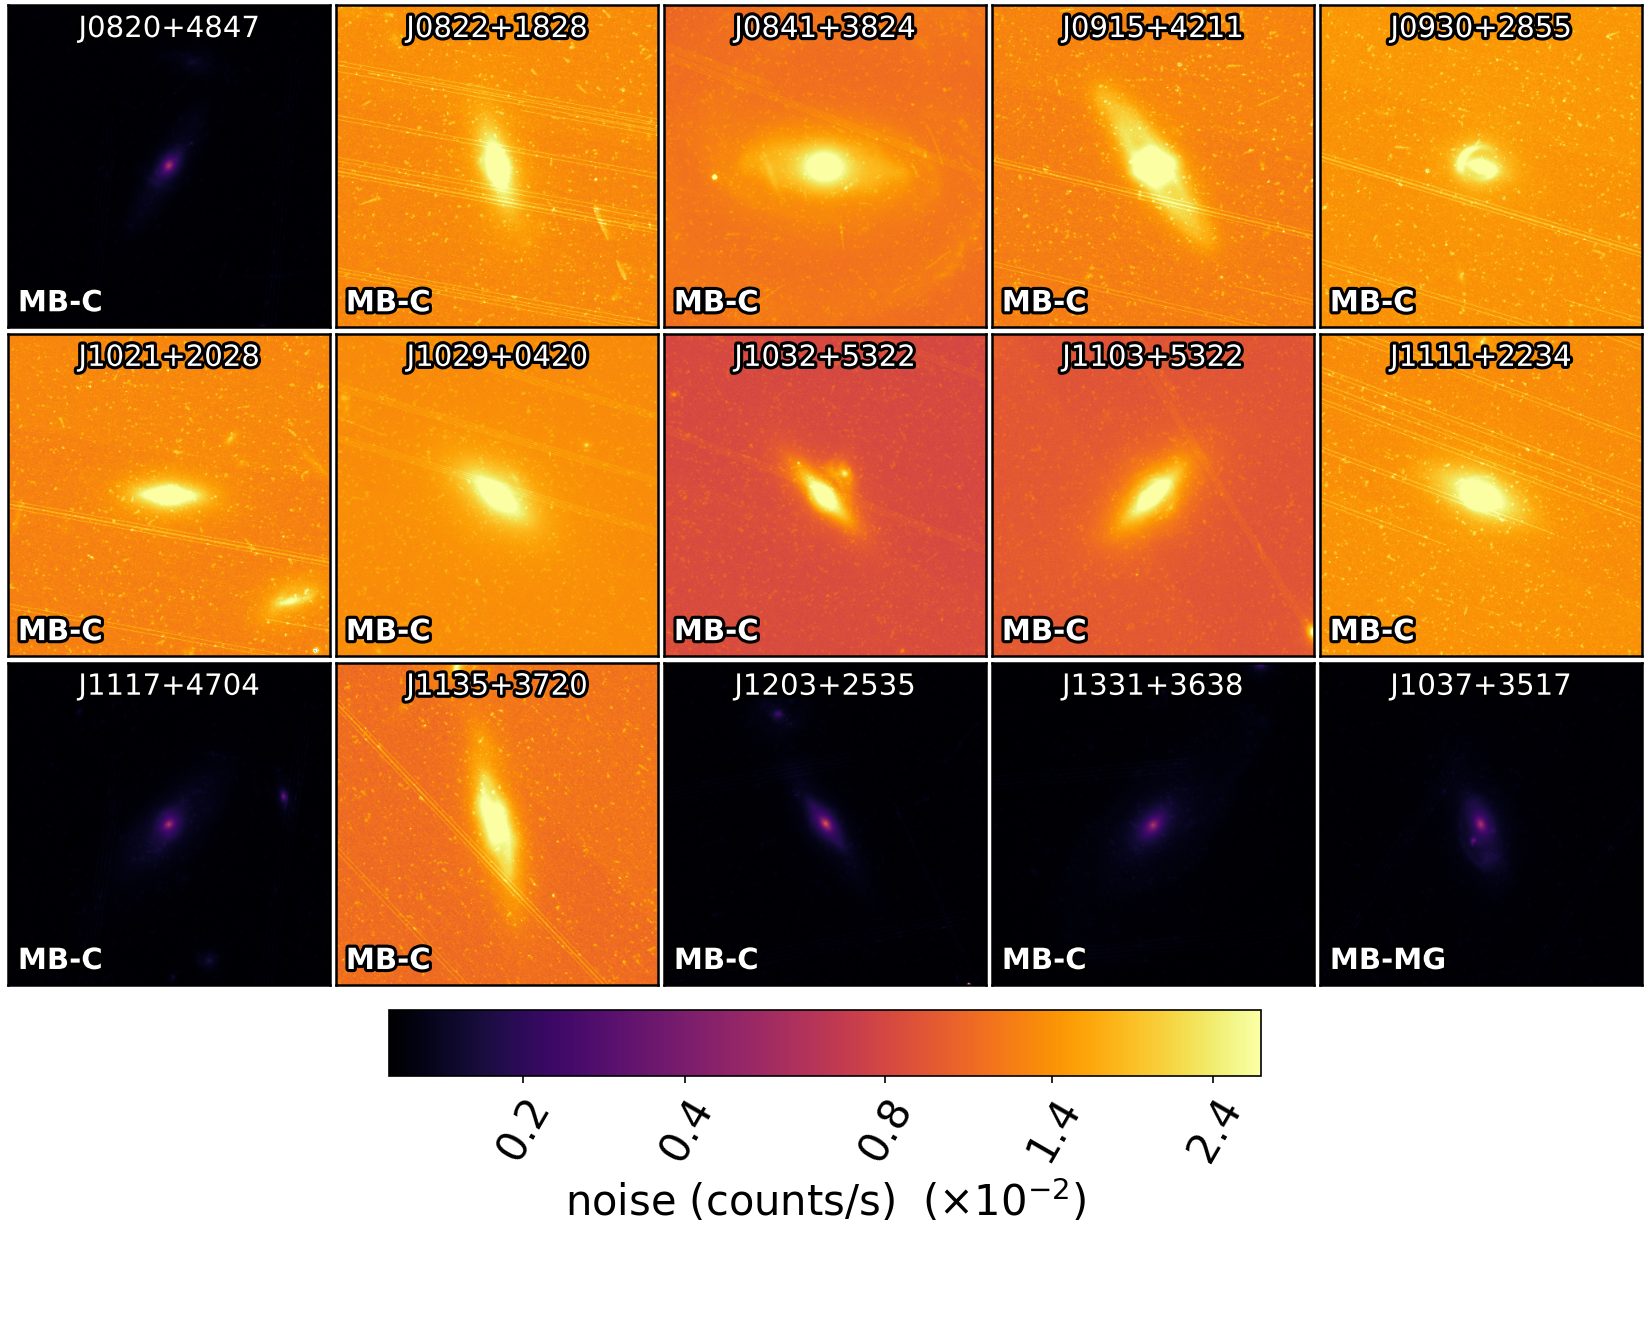 J0820+4847 J0822+1828 J0841+3824 J0915+4211 J0930+2855
MB-C MB-C MB-C MB-C MB-C
J1021+2028 J1029+0420 J1032+5322 J1103+5322 J1111+2234
MB-C MB-C MB-C MB-C MB-C
J1117+4704 J1135+3720 J1203+2535 J1331+3638 J1037+3517
MB-C MB-C MB-C MB-C MB-MG
0.2 0.4 0.8 1.4 2.4
noise (counts/s) (×10⁻²)